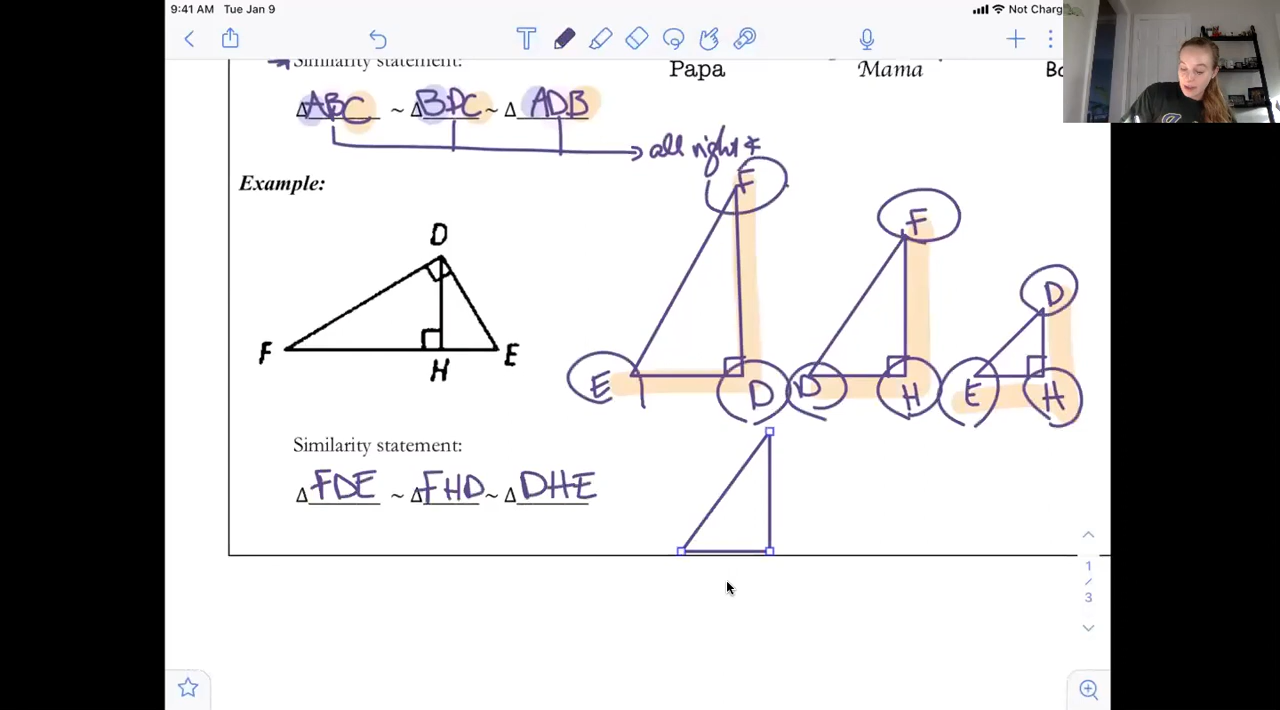 9:41 AM Tue Jan 9
Not Charg
Similarity statement:
Papa
Mama
ΔABC ~ ΔBDC ~ ΔADB
all right
Example:
D
F
H
E
F
E
D
F
D
H
D
E
H
Similarity statement:
ΔFDE ~ ΔFHD ~ ΔDHE
1
/
3